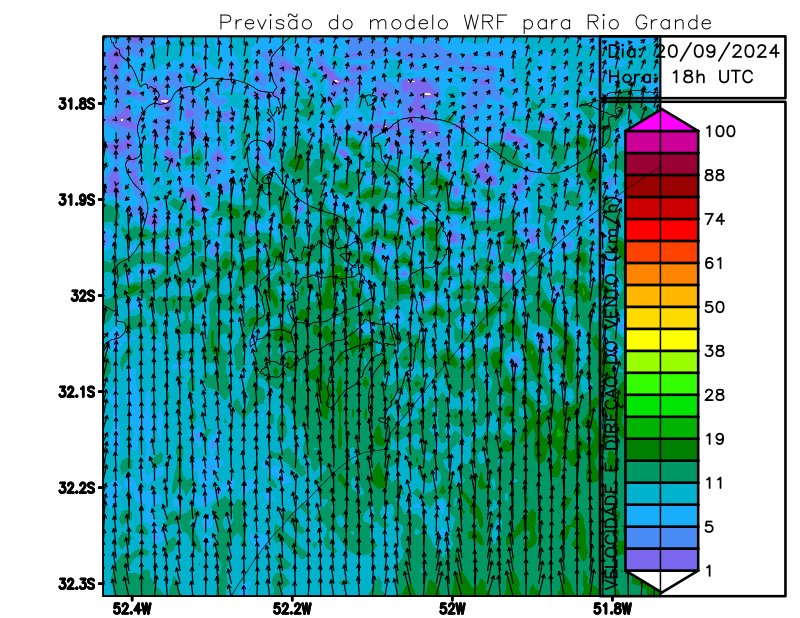 Previsão do modelo WRF para Rio Grande
Dia: 20/09/2024
Hora: 18h UTC
31.8S
31.9S
32S
32.1S
32.2S
32.3S
52.4W
52.2W
52W
51.8W
VELOCIDADE E DIREÇÃO DO VENTO (km/h)
100
88
74
61
50
38
28
19
11
5
1